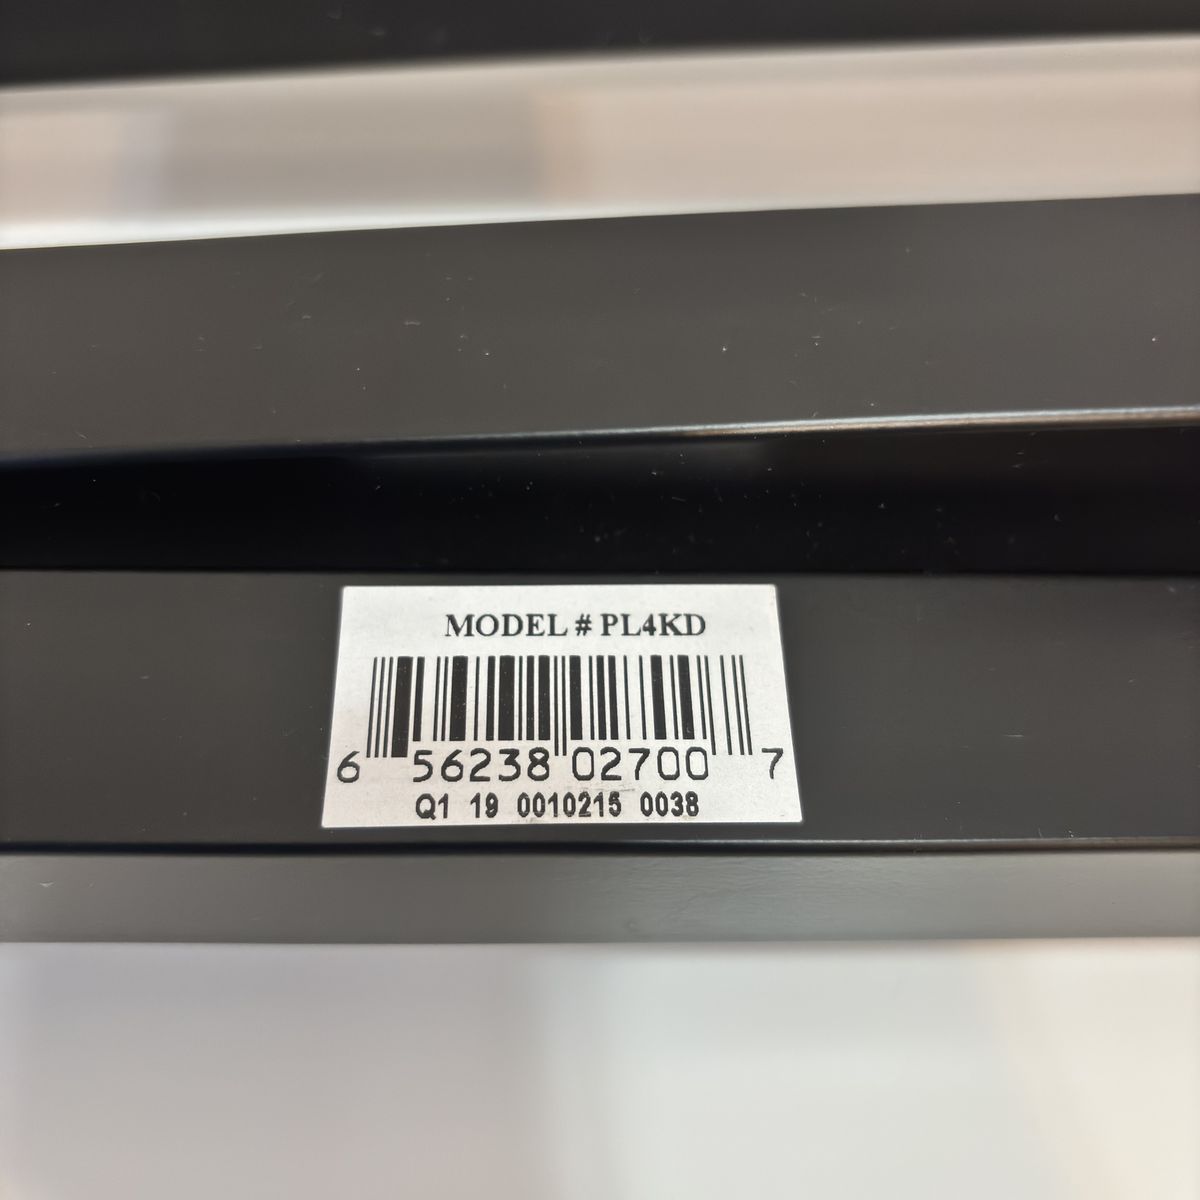 MODEL # PL4KD
6 56238 02700 7
Q1 19 0010215 0038